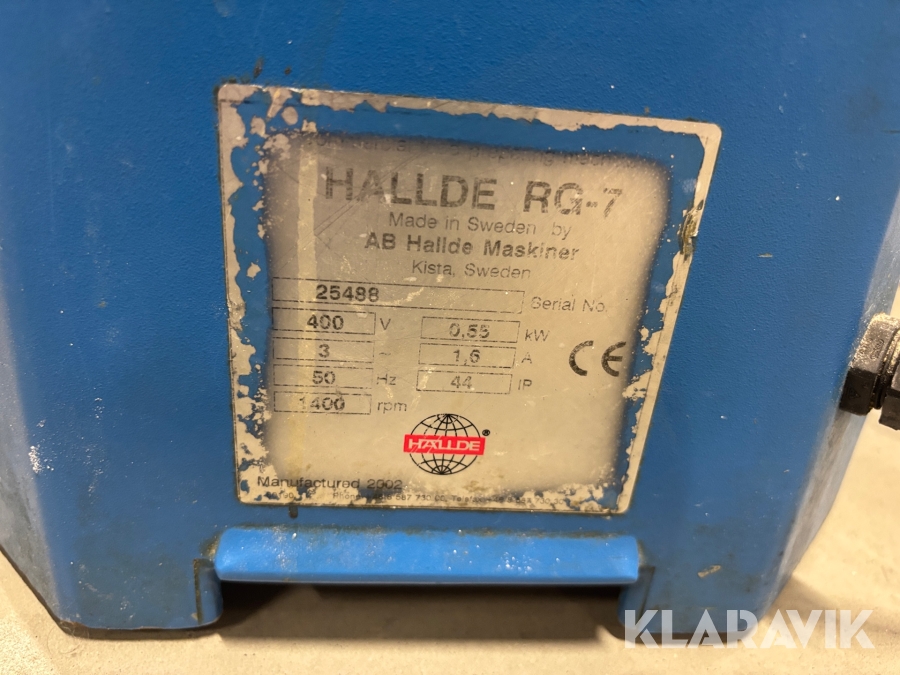 HALLDE RG-7
Made in Sweden by
AB Hallde Maskiner
Kista, Sweden
25488 Serial No.
400 V 0,55 kW
3 ~ 1,6 A
50 Hz 44 IP
1400 rpm
CE
HÄLLDE ®
Manufactured 2002
KLARAVIK